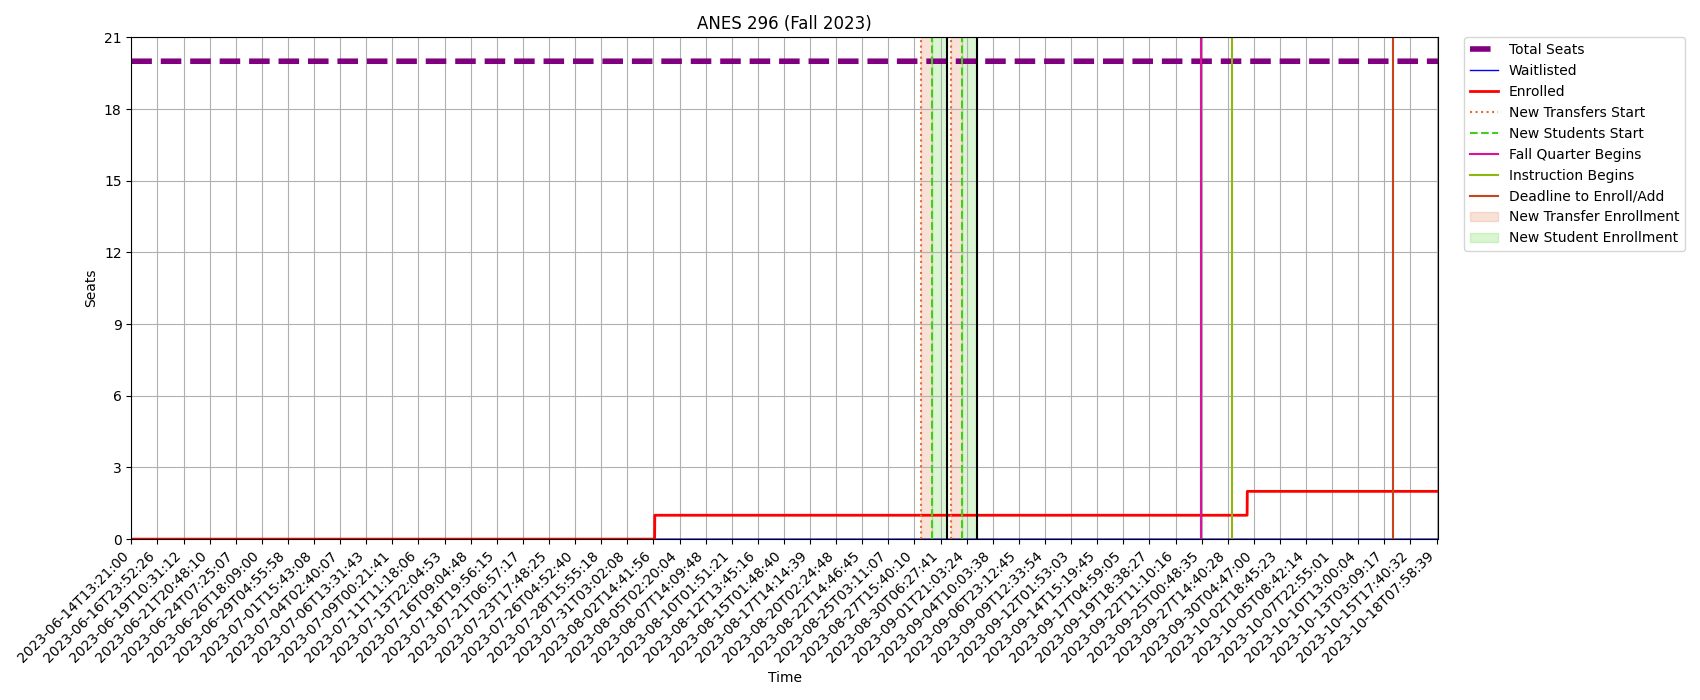 ANES 296 (Fall 2023)
21
18
15
12
9
6
3
0
Seats
Total Seats
Waitlisted
Enrolled
New Transfers Start
New Students Start
Fall Quarter Begins
Instruction Begins
Deadline to Enroll/Add
New Transfer Enrollment
New Student Enrollment
2023-06-14T13:21:00
2023-06-16T23:52:26
2023-06-19T10:31:12
2023-06-21T20:48:10
2023-06-24T07:25:07
2023-06-26T18:09:00
2023-06-29T04:55:58
2023-07-01T15:43:08
2023-07-04T02:40:07
2023-07-06T13:31:43
2023-07-09T00:21:41
2023-07-11T11:18:06
2023-07-13T22:04:53
2023-07-16T09:04:48
2023-07-18T19:56:15
2023-07-21T06:57:17
2023-07-23T17:48:25
2023-07-26T04:52:40
2023-07-28T15:55:18
2023-07-31T03:02:08
2023-08-02T14:41:56
2023-08-05T02:20:04
2023-08-07T14:09:48
2023-08-10T01:51:21
2023-08-12T13:45:16
2023-08-15T01:48:40
2023-08-17T14:14:39
2023-08-20T02:24:48
2023-08-22T14:46:45
2023-08-25T03:11:07
2023-08-27T15:40:10
2023-08-30T06:27:41
2023-09-01T21:03:24
2023-09-04T10:03:38
2023-09-06T23:12:45
2023-09-09T12:33:54
2023-09-12T01:53:03
2023-09-14T15:19:45
2023-09-17T04:59:05
2023-09-19T18:38:27
2023-09-22T11:10:16
2023-09-25T00:48:35
2023-09-27T14:40:28
2023-09-30T04:47:00
2023-10-02T18:45:23
2023-10-05T08:42:14
2023-10-07T22:55:01
2023-10-10T13:00:04
2023-10-13T03:09:17
2023-10-15T17:40:32
2023-10-18T07:58:39
Time